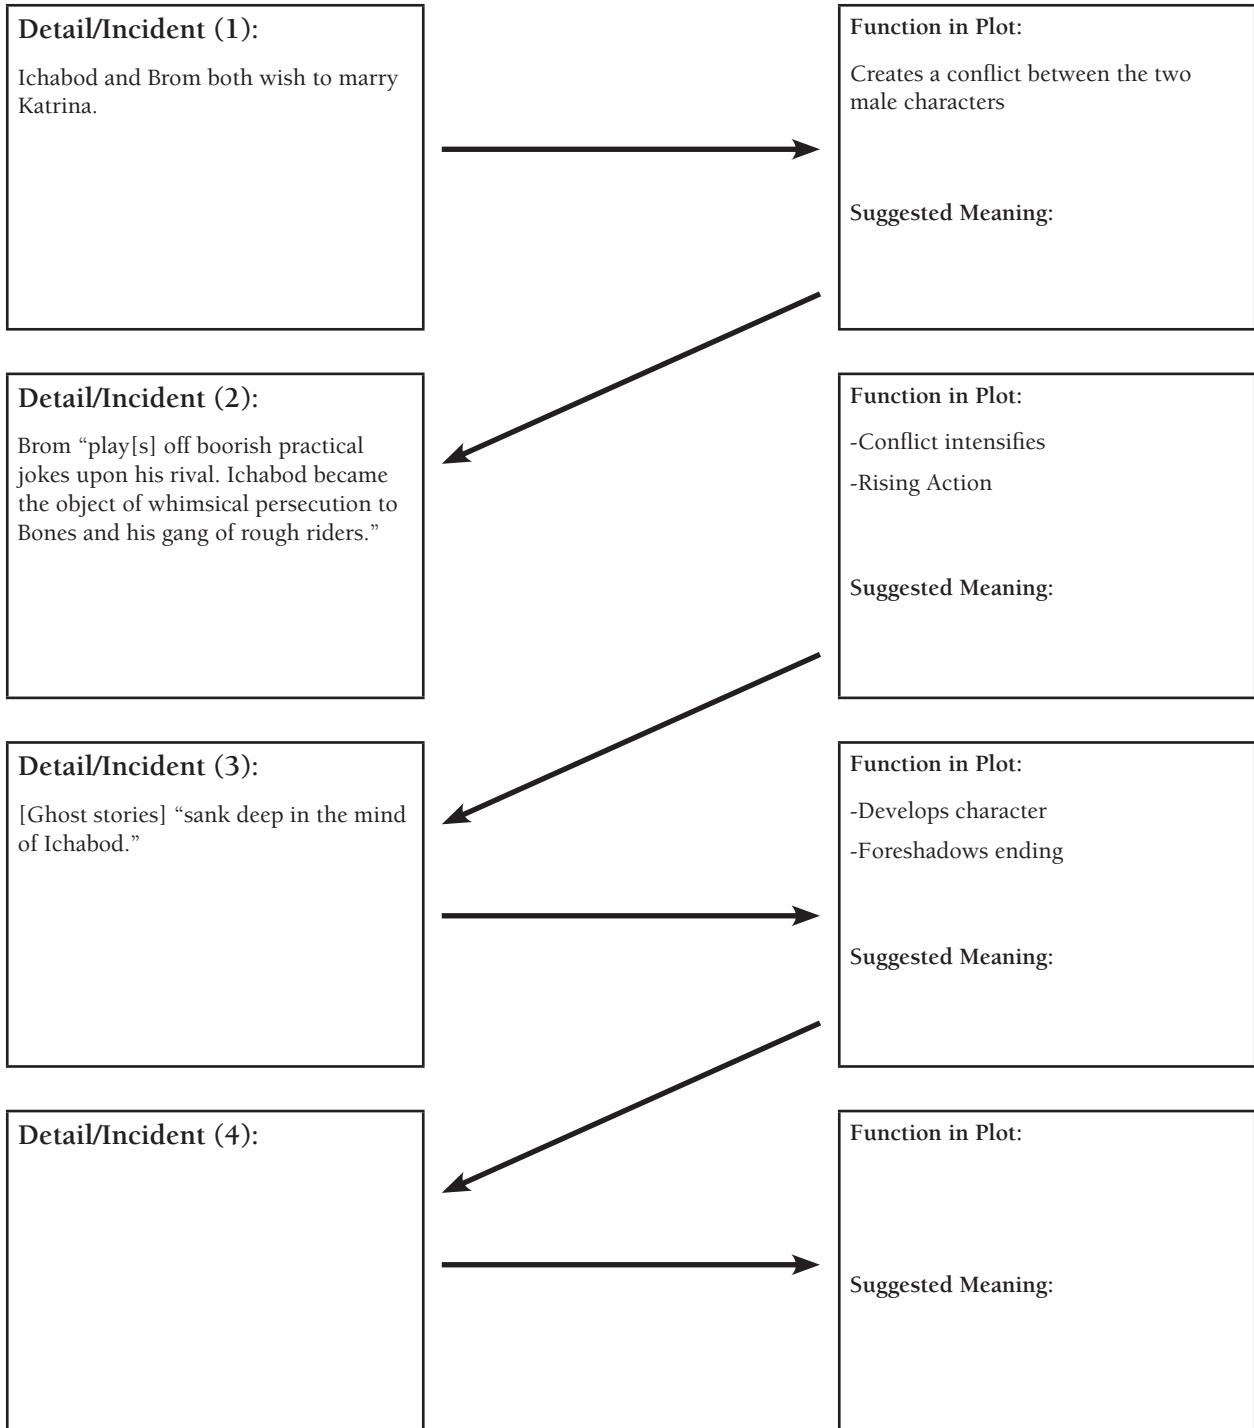 Detail/Incident (1):
Ichabod and Brom both wish to marry
Katrina.
Function in Plot:
Creates a conflict between the two
male characters
Suggested Meaning:
Detail/Incident (2):
Brom “play[s] off boorish practical
jokes upon his rival. Ichabod became
the object of whimsical persecution to
Bones and his gang of rough riders.”
Function in Plot:
-Conflict intensifies
-Rising Action
Suggested Meaning:
Detail/Incident (3):
[Ghost stories] “sank deep in the mind
of Ichabod.”
Function in Plot:
-Develops character
-Foreshadows ending
Suggested Meaning:
Detail/Incident (4):
Function in Plot:
Suggested Meaning: